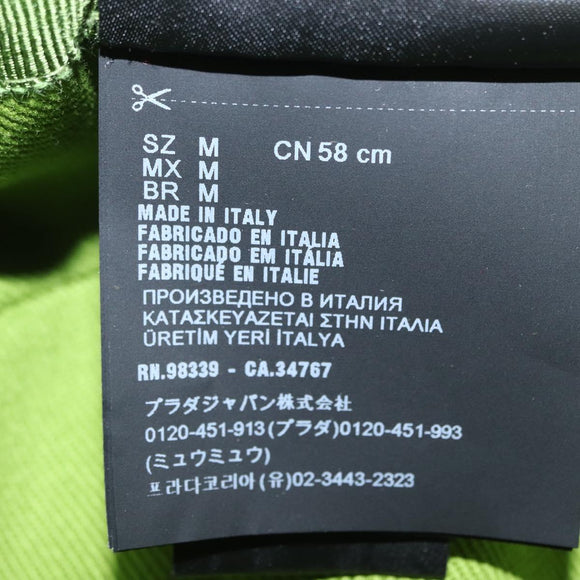 SZ M CN 58 cm
MX M
BR M
MADE IN ITALY
FABRICADO EN ITALIA
FABRICADO EM ITÁLIA
FABRIQUÉ EN ITALIE
ПРОИЗВЕДЕНО В ИТАЛИЯ
ΚΑΤΑΣΚΕΥΑΖΕΤΑΙ ΣΤΗΝ ΙΤΑΛΙΑ
ÜRETİM YERİ İTALYA
RN.98339 - CA.34767
プラダジャパン株式会社
0120-451-913(プラダ)0120-451-993
(ミュウミュウ)
프라다코리아(유)02-3443-2323